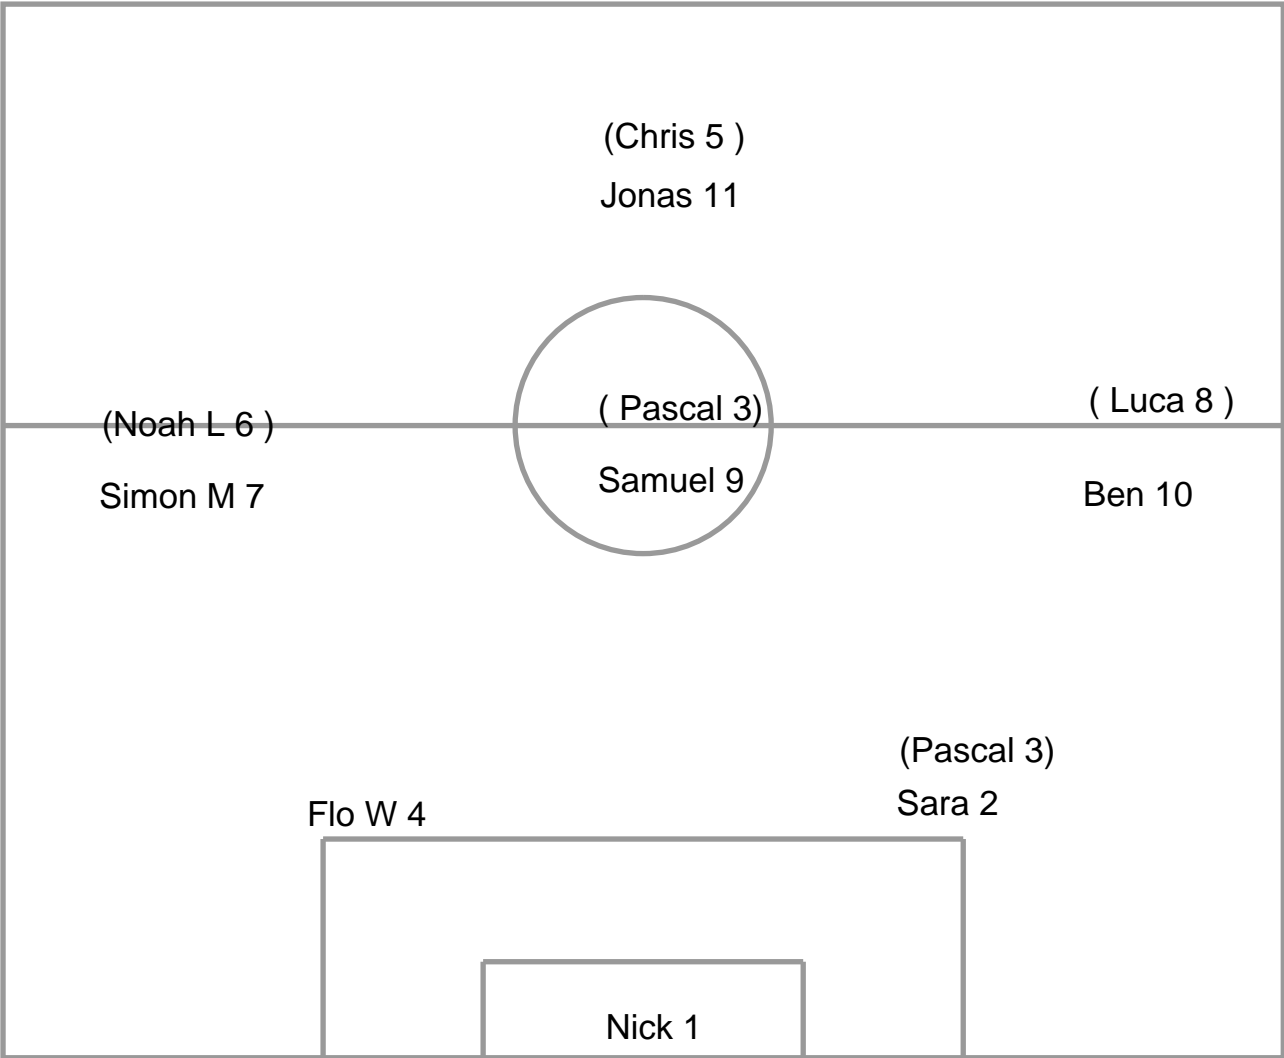 (Chris 5 )
Jonas 11
( Luca 8 )
( Pascal 3)
(Noah L 6 )
Samuel 9
Ben 10
Simon M 7
(Pascal 3)
Sara 2
Flo W 4
Nick 1